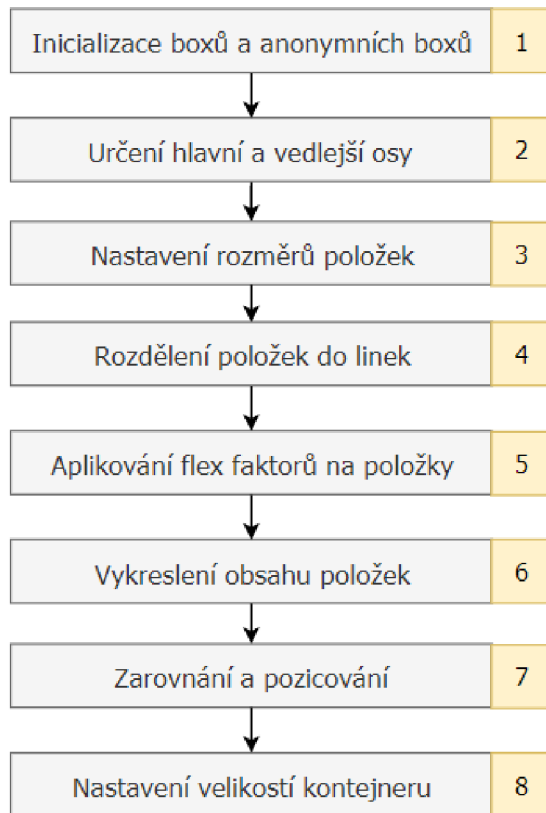 Inicializace boxů a anonymních boxů 1
Určení hlavní a vedlejší osy 2
Nastavení rozměrů položek 3
Rozdělení položek do linek 4
Aplikování flex faktorů na položky 5
Vykreslení obsahu položek 6
Zarovnání a pozicování 7
Nastavení velikostí kontejneru 8